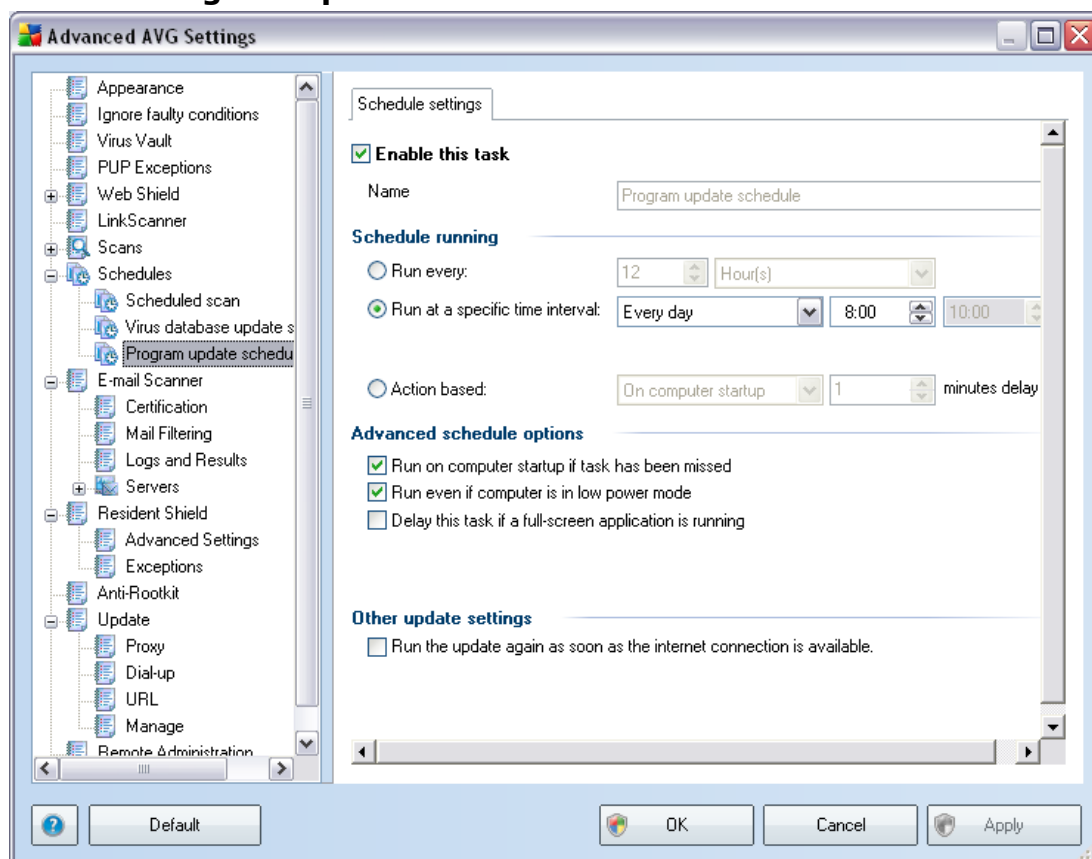 Advanced AVG Settings
Appearance
Ignore faulty conditions
Virus Vault
PUP Exceptions
Web Shield
LinkScanner
Scans
Schedules
Scheduled scan
Virus database update s
Program update schedu
E-mail Scanner
Certification
Mail Filtering
Logs and Results
Servers
Resident Shield
Advanced Settings
Exceptions
Anti-Rootkit
Update
Proxy
Dial-up
URL
Manage
Remote Administration
Schedule settings
Enable this task
Name Program update schedule
Schedule running
Run every: 12 Hour(s)
Run at a specific time interval: Every day 8:00 10:00
Action based: On computer startup 1 minutes delay
Advanced schedule options
Run on computer startup if task has been missed
Run even if computer is in low power mode
Delay this task if a full-screen application is running
Other update settings
Run the update again as soon as the internet connection is available.
Default OK Cancel Apply